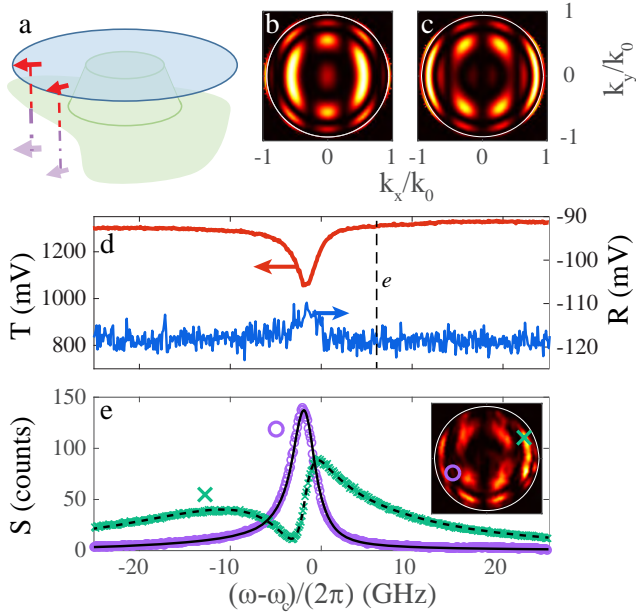 a
b
c
1
0
-1
k_y/k_0
-1 0 1 -1 0 1
k_x/k_0
d
T (mV)
1200
1000
800
e
-90
-100
-110
-120
R (mV)
e
S (counts)
150
100
50
0
-20 -10 0 10 20
(ω-ω_c)/(2π) (GHz)